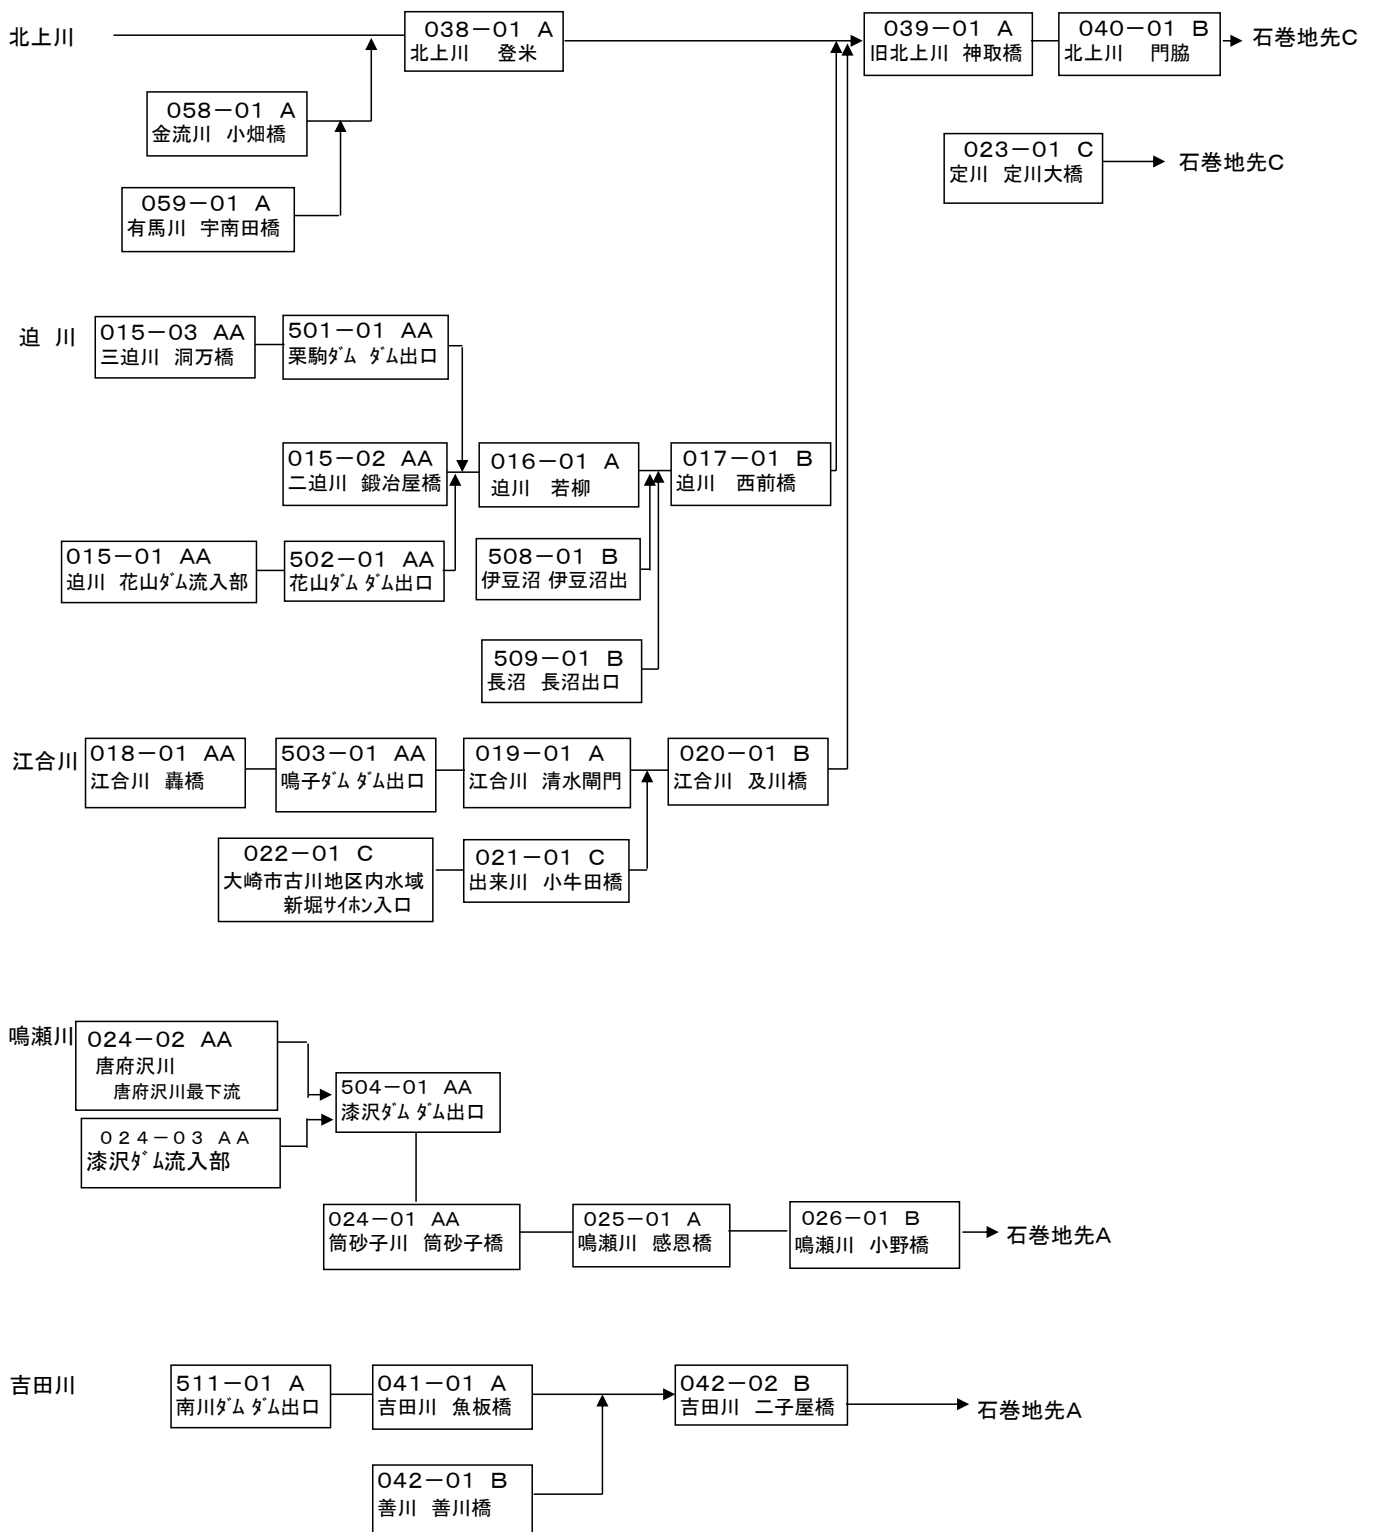 北上川
038－01 A
北上川　登米
039－01 A
旧北上川 神取橋
040－01 B
北上川　門脇
石巻地先C
058－01 A
金流川 小畑橋
023－01 C
定川 定川大橋
石巻地先C
059－01 A
有馬川 宇南田橋
迫 川
015－03 AA
三迫川 洞万橋
501－01 AA
栗駒ﾀﾞﾑ ﾀﾞﾑ出口
015－02 AA
二迫川 鍛冶屋橋
016－01 A
迫川 若柳
017－01 B
迫川 西前橋
015－01 AA
迫川 花山ﾀﾞﾑ流入部
502－01 AA
花山ﾀﾞﾑ ﾀﾞﾑ出口
508－01 B
伊豆沼 伊豆沼出
509－01 B
長沼 長沼出口
江合川
018－01 AA
江合川 轟橋
503－01 AA
鳴子ﾀﾞﾑ ﾀﾞﾑ出口
019－01 A
江合川 清水閘門
020－01 B
江合川 及川橋
022－01 C
大崎市古川地区内水域
新堀ｻｲﾎﾝ入口
021－01 C
出来川 小牛田橋
鳴瀬川
024－02 AA
唐府沢川
唐府沢川最下流
504－01 AA
漆沢ﾀﾞﾑ ﾀﾞﾑ出口
０２４－０３ ＡＡ
漆沢ﾀﾞﾑ流入部
024－01 AA
筒砂子川 筒砂子橋
025－01 A
鳴瀬川 感恩橋
026－01 B
鳴瀬川 小野橋
石巻地先A
吉田川
511－01 A
南川ﾀﾞﾑ ﾀﾞﾑ出口
041－01 A
吉田川 魚板橋
042－02 B
吉田川 二子屋橋
石巻地先A
042－01 B
善川 善川橋